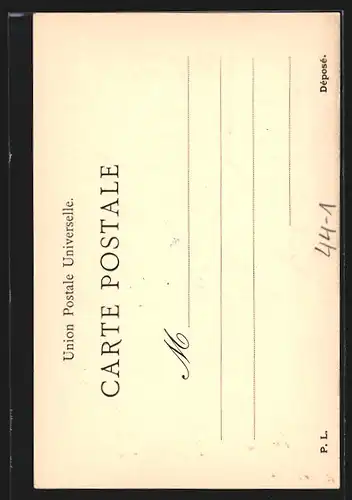 Union Postale Universelle.
CARTE POSTALE
M
P. L.
Déposé.
44-1